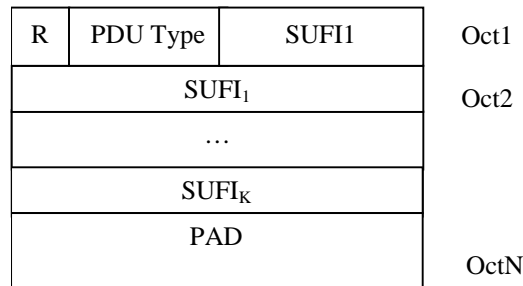 R PDU Type SUFI1 Oct1
SUFI₁ Oct2
…
SUFIK
PAD
OctN